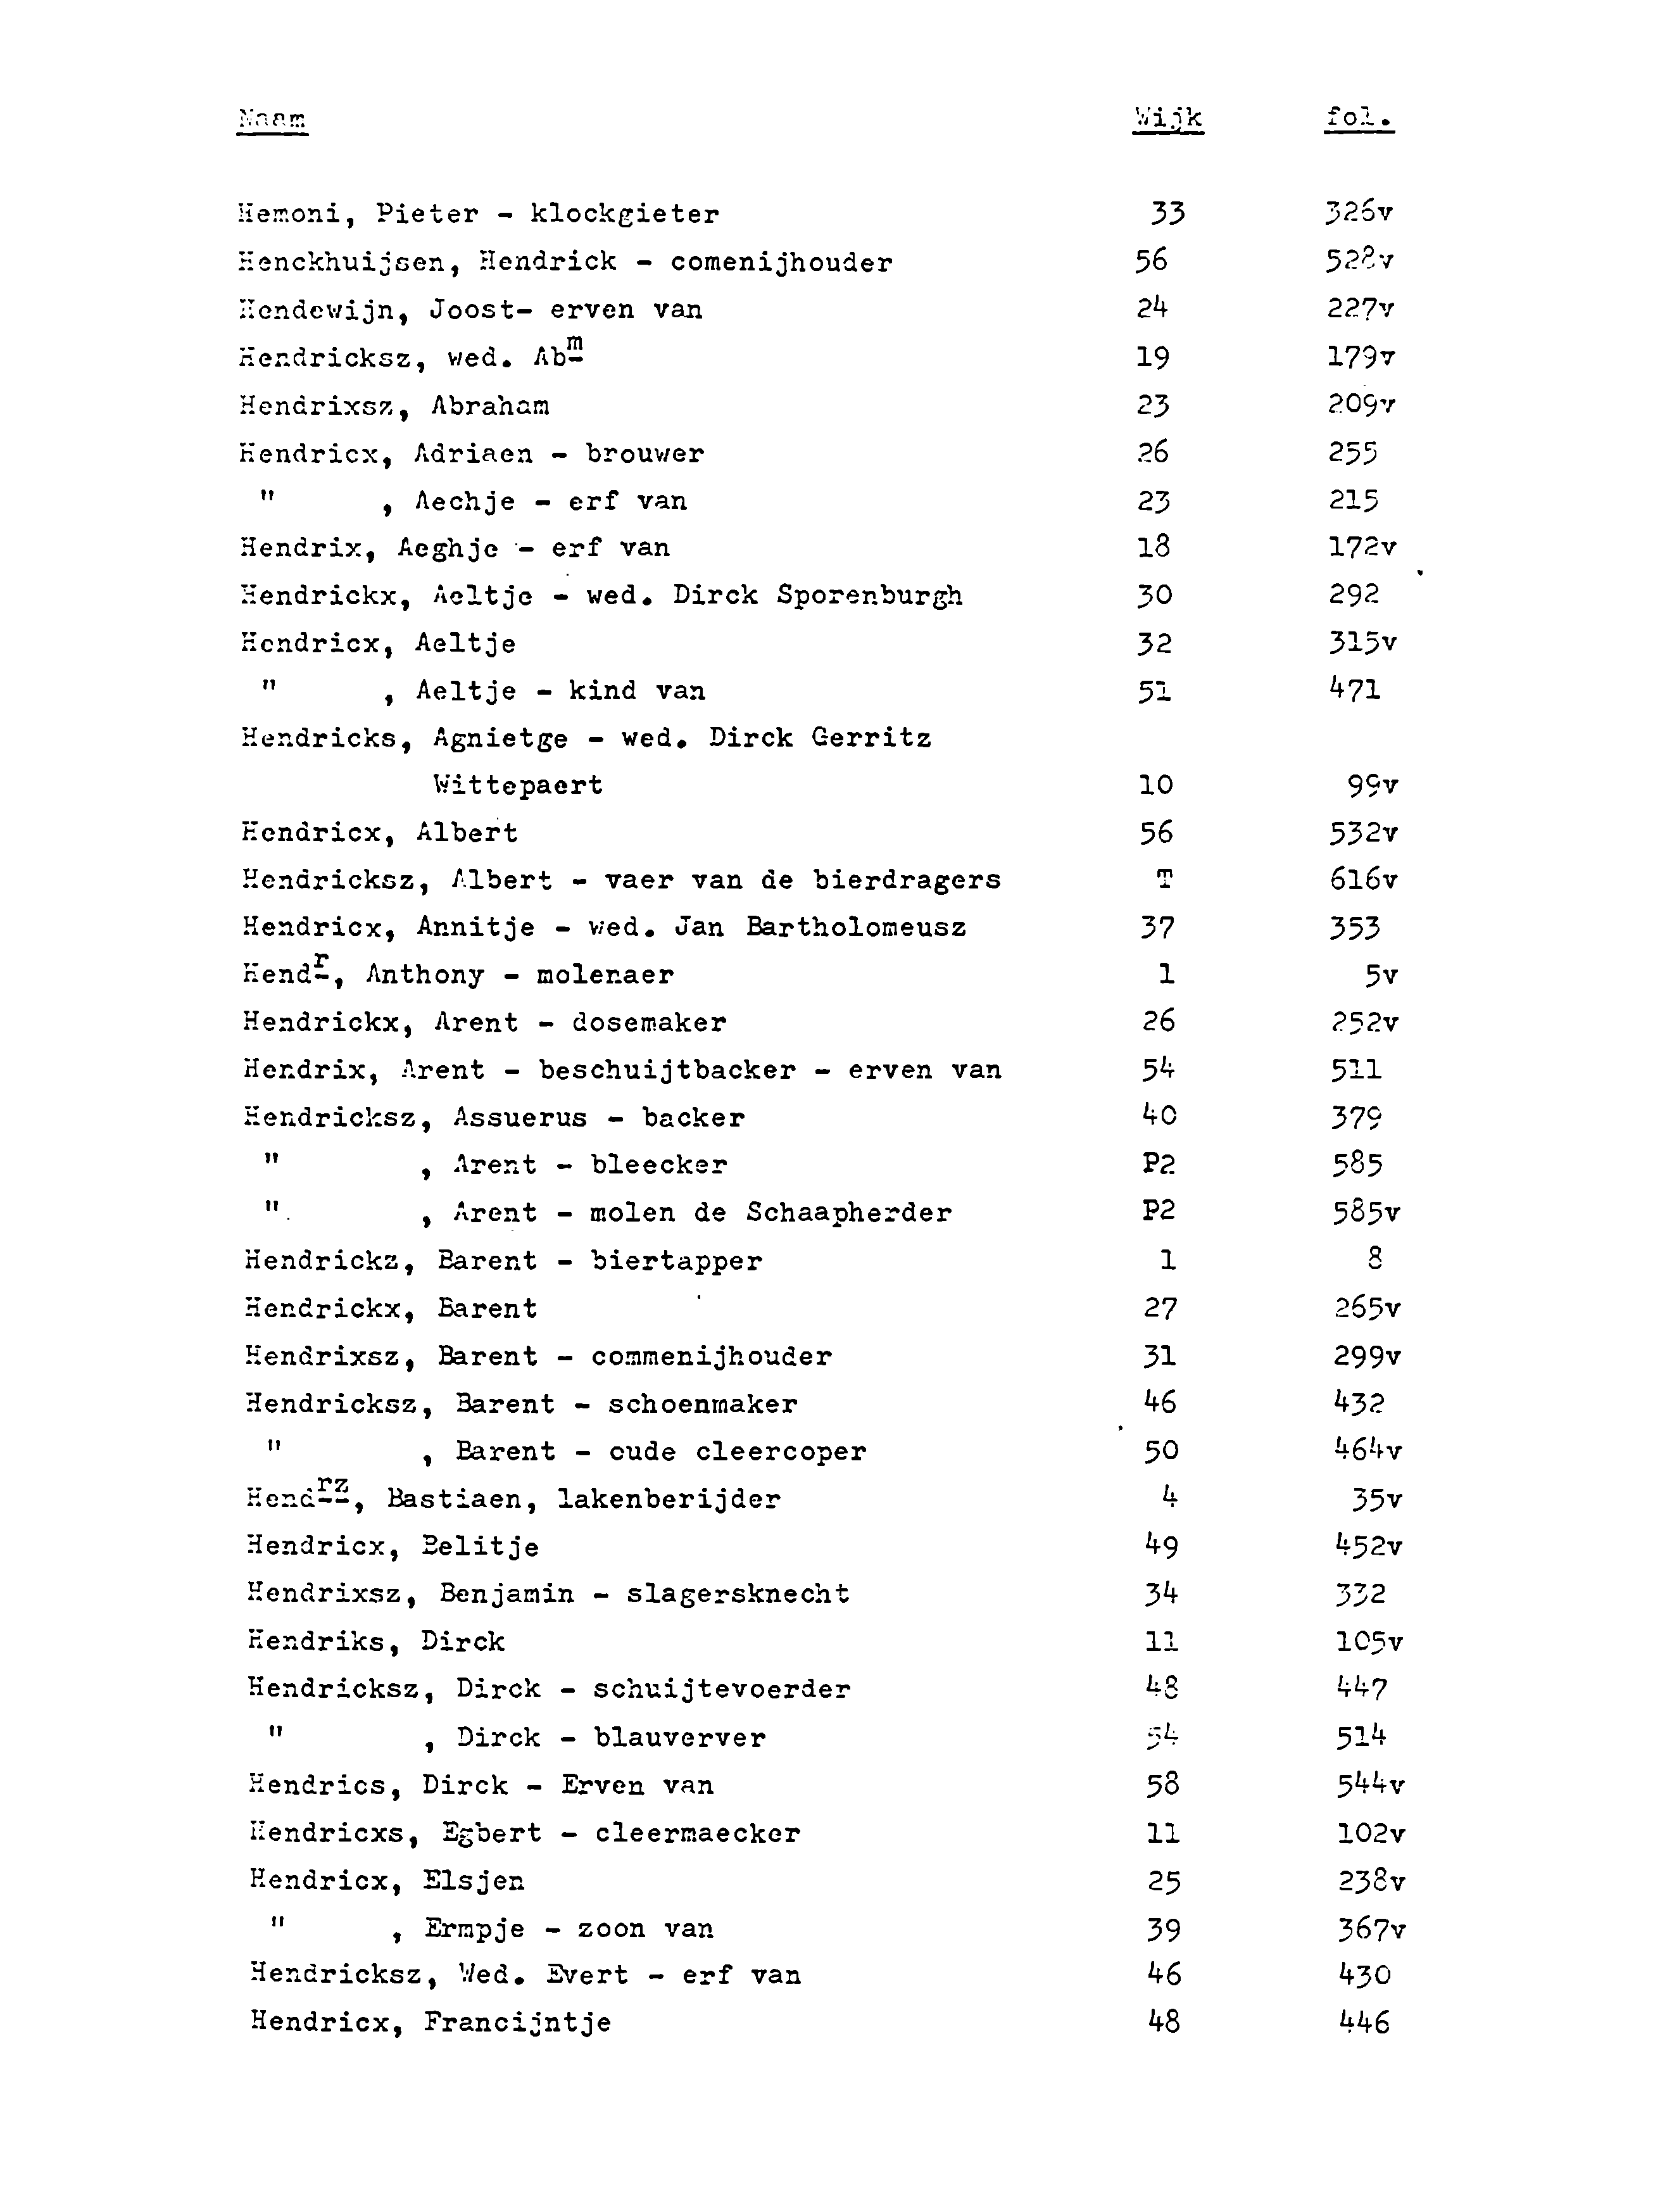 Naam Wijk fol.
Hemoni, Pieter - klockgieter 33 326v
Henckhuijsen, Hendrick - comenijhouder 56 528v
Hendewijn, Joost- erven van 24 227v
Hendricksz, wed. Abm 19 179v
Hendrixsz, Abraham 23 209v
Hendricx, Adriaen - brouwer 26 255
" , Aechje - erf van 23 215
Hendrix, Aeghje - erf van 18 172v
Hendrickx, Aeltje - wed. Dirck Sporenburgh 30 292
Hendricx, Aeltje 32 315v
" , Aeltje - kind van 51 471
Hendricks, Agnietge - wed. Dirck Gerritz
Wittepaert 10 99v
Hendricx, Albert 56 532v
Hendricksz, Albert - vaer van de bierdragers T 616v
Hendricx, Annitje - wed. Jan Bartholomeusz 37 353
Hendr, Anthony - molenaer 1 5v
Hendrickx, Arent - dosemaker 26 252v
Hendrix, Arent - beschuijtbacker - erven van 54 511
Hendricksz, Assuerus - backer 40 379
" , Arent - bleecker P2 585
" , Arent - molen de Schaapherder P2 585v
Hendrickz, Barent - biertapper 1 8
Hendrickx, Barent 27 265v
Hendrixsz, Barent - commenijhouder 31 299v
Hendricksz, Barent - schoenmaker 46 432
" , Barent - oude cleercoper 50 464v
Hendrz, Bastiaen, lakenberijder 4 35v
Hendricx, Belitje 49 452v
Hendrixsz, Benjamin - slagersknecht 34 332
Hendriks, Dirck 11 105v
Hendricksz, Dirck - schuijtevoerder 48 447
" , Dirck - blauverver 54 514
Hendrics, Dirck - Erven van 58 544v
Hendricxs, Egbert - cleermaecker 11 102v
Hendricx, Elsjen 25 238v
" , Ermpje - zoon van 39 367v
Hendricksz, Wed. Evert - erf van 46 430
Hendricx, Francijntje 48 446